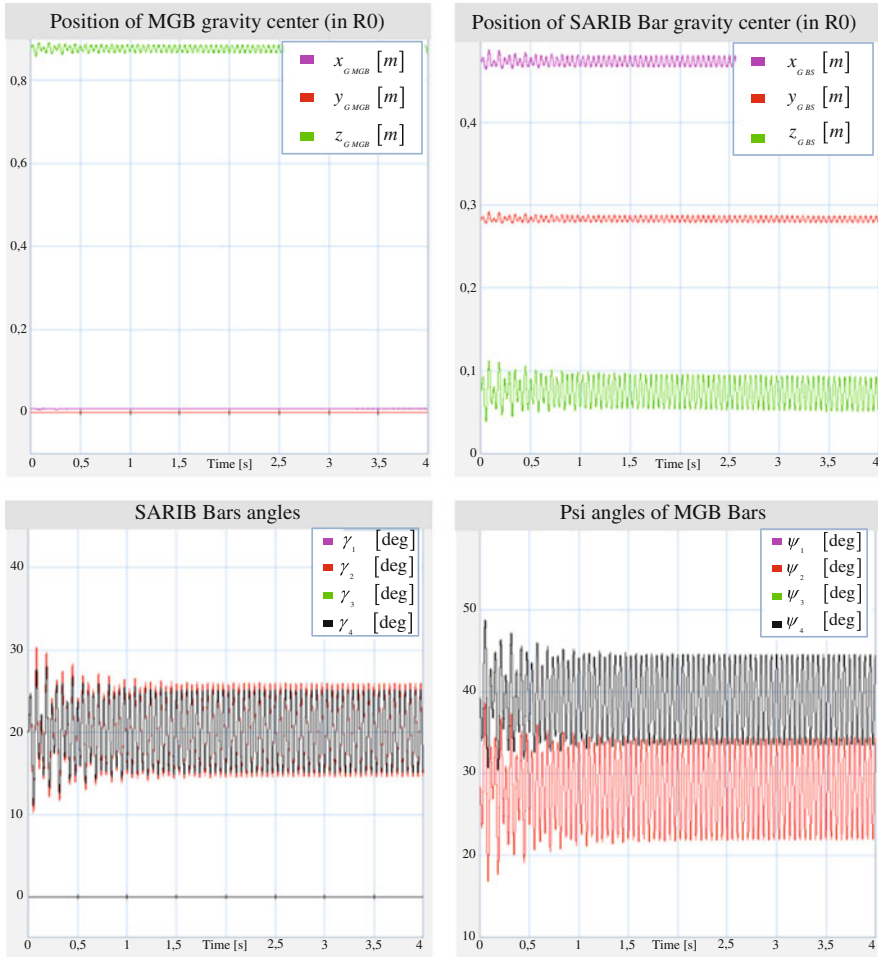 Position of MGB gravity center (in R0)
x G MGB [m]
y G MGB [m]
z G MGB [m]
0,8
0,6
0,4
0,2
0
0 0,5 1 1,5 Time [s] 2,5 3 3,5 4
Position of SARIB Bar gravity center (in R0)
x G BS [m]
y G BS [m]
z G BS [m]
0,4
0,3
0,2
0,1
0
0 0,5 1 1,5 Time [s] 2,5 3 3,5 4
SARIB Bars angles
γ1 [deg]
γ2 [deg]
γ3 [deg]
γ4 [deg]
40
30
20
10
0
0 0,5 1 1,5 Time [s] 2,5 3 3,5 4
Psi angles of MGB Bars
ψ1 [deg]
ψ2 [deg]
ψ3 [deg]
ψ4 [deg]
50
40
30
20
10
0 0,5 1 1,5 Time [s] 2,5 3 3,5 4